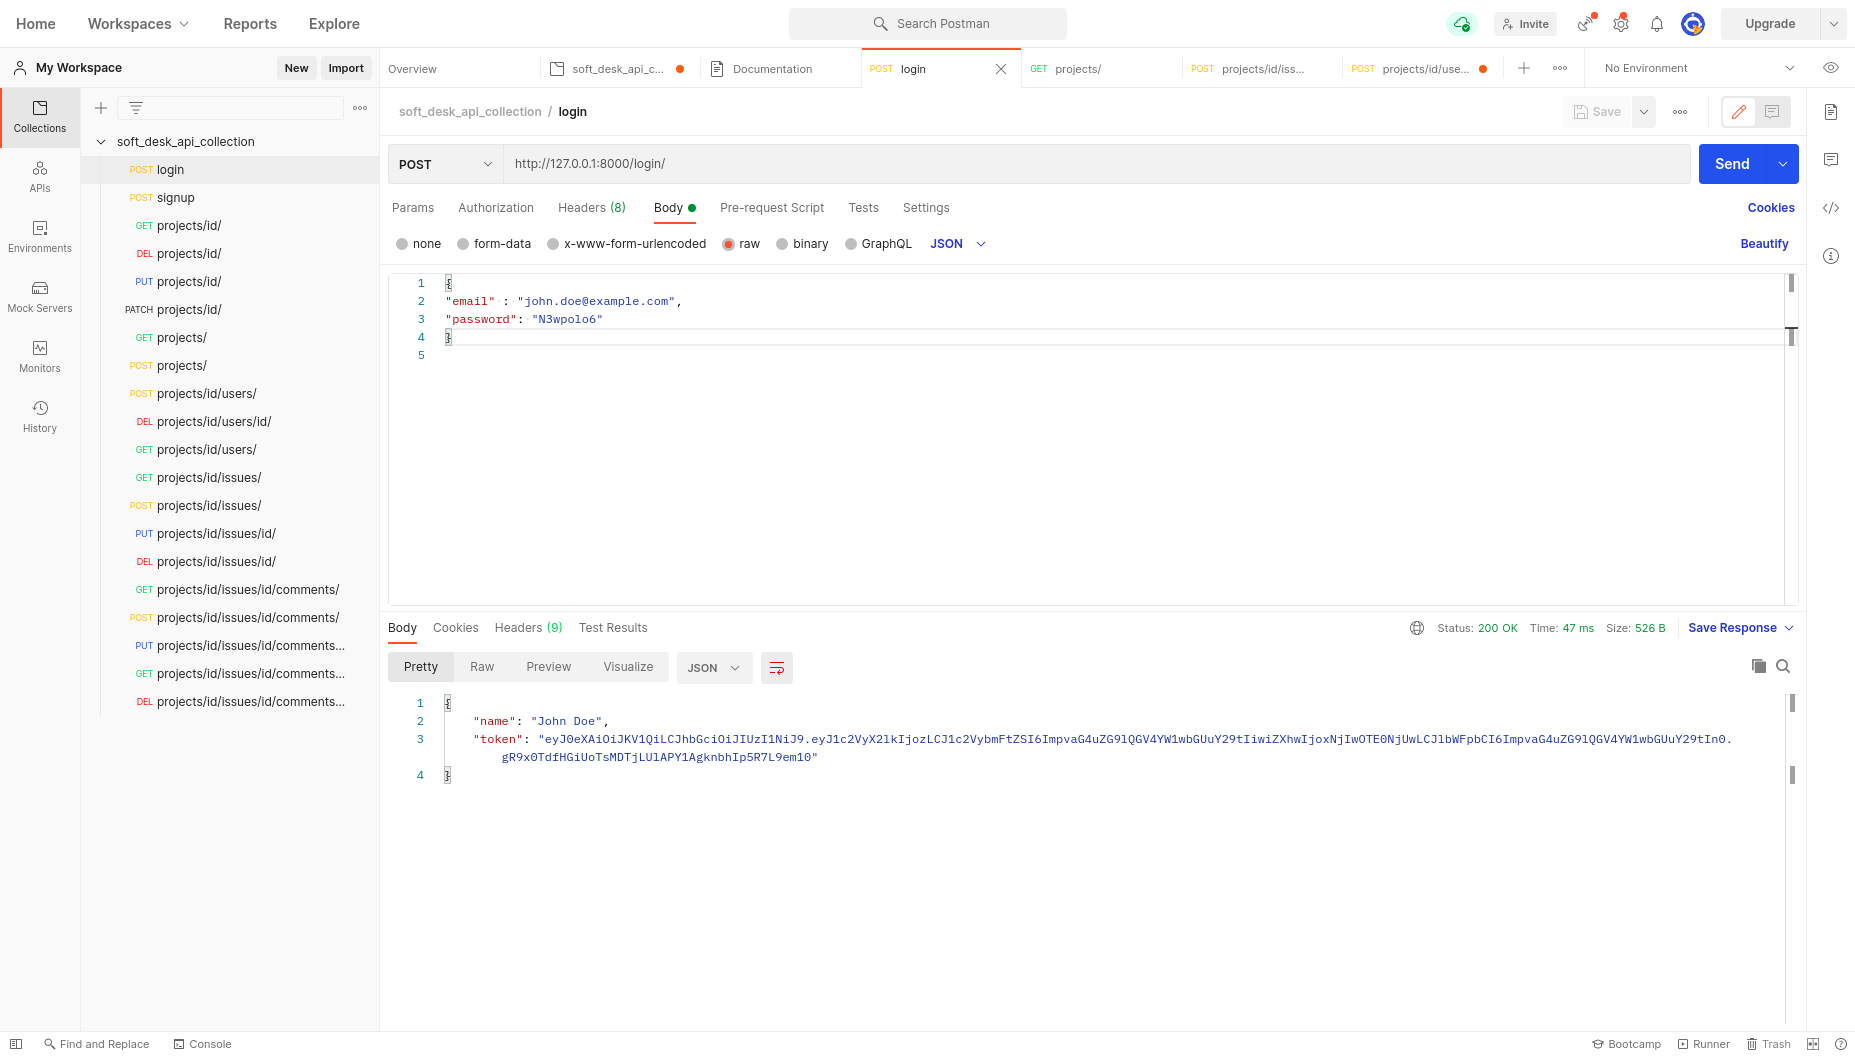 Home Workspaces Reports Explore Search Postman Invite Upgrade
My Workspace New Import
Overview soft_desk_api_c... Documentation POST login GET projects/ POST projects/id/iss... POST projects/id/use... No Environment
Collections
APIs
Environments
Mock Servers
Monitors
History
soft_desk_api_collection
POST login
POST signup
GET projects/id/
DEL projects/id/
PUT projects/id/
PATCH projects/id/
GET projects/
POST projects/
POST projects/id/users/
DEL projects/id/users/id/
GET projects/id/users/
GET projects/id/issues/
POST projects/id/issues/
PUT projects/id/issues/id/
DEL projects/id/issues/id/
GET projects/id/issues/id/comments/
POST projects/id/issues/id/comments/
PUT projects/id/issues/id/comments...
GET projects/id/issues/id/comments...
DEL projects/id/issues/id/comments...
soft_desk_api_collection / login Save
POST http://127.0.0.1:8000/login/ Send
Params Authorization Headers (8) Body Pre-request Script Tests Settings Cookies
none form-data x-www-form-urlencoded raw binary GraphQL JSON Beautify
1 {
2 "email" : "john.doe@example.com",
3 "password": "N3wpolo6"
4 }
5
Body Cookies Headers (9) Test Results Status: 200 OK Time: 47 ms Size: 526 B Save Response
Pretty Raw Preview Visualize JSON
1 {
2 "name": "John Doe",
3 "token": "eyJ0eXAiOiJKV1QiLCJhbGciOiJIUzI1NiJ9.eyJ1c2VyX2lkIjozLCJ1c2VybmFtZSI6ImpvaG4uZG9lQGV4YW1wbGUuY29tIiwiZXhwIjoxNjIwOTE0NjUwLCJlbWFpbCI6ImpvaG4uZG9lQGV4YW1wbGUuY29tIn0.
gR9x0TdfHGiUoTsMDTjLUlAPY1AgknbhIp5R7L9em10"
4 }
Find and Replace Console Bootcamp Runner Trash